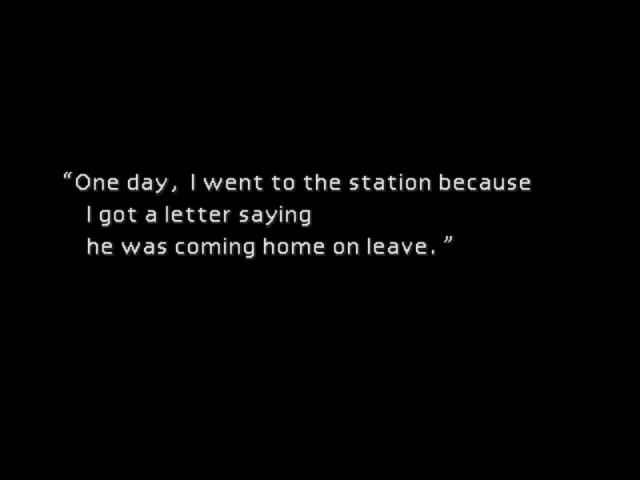 “One day, I went to the station because
I got a letter saying
he was coming home on leave.”